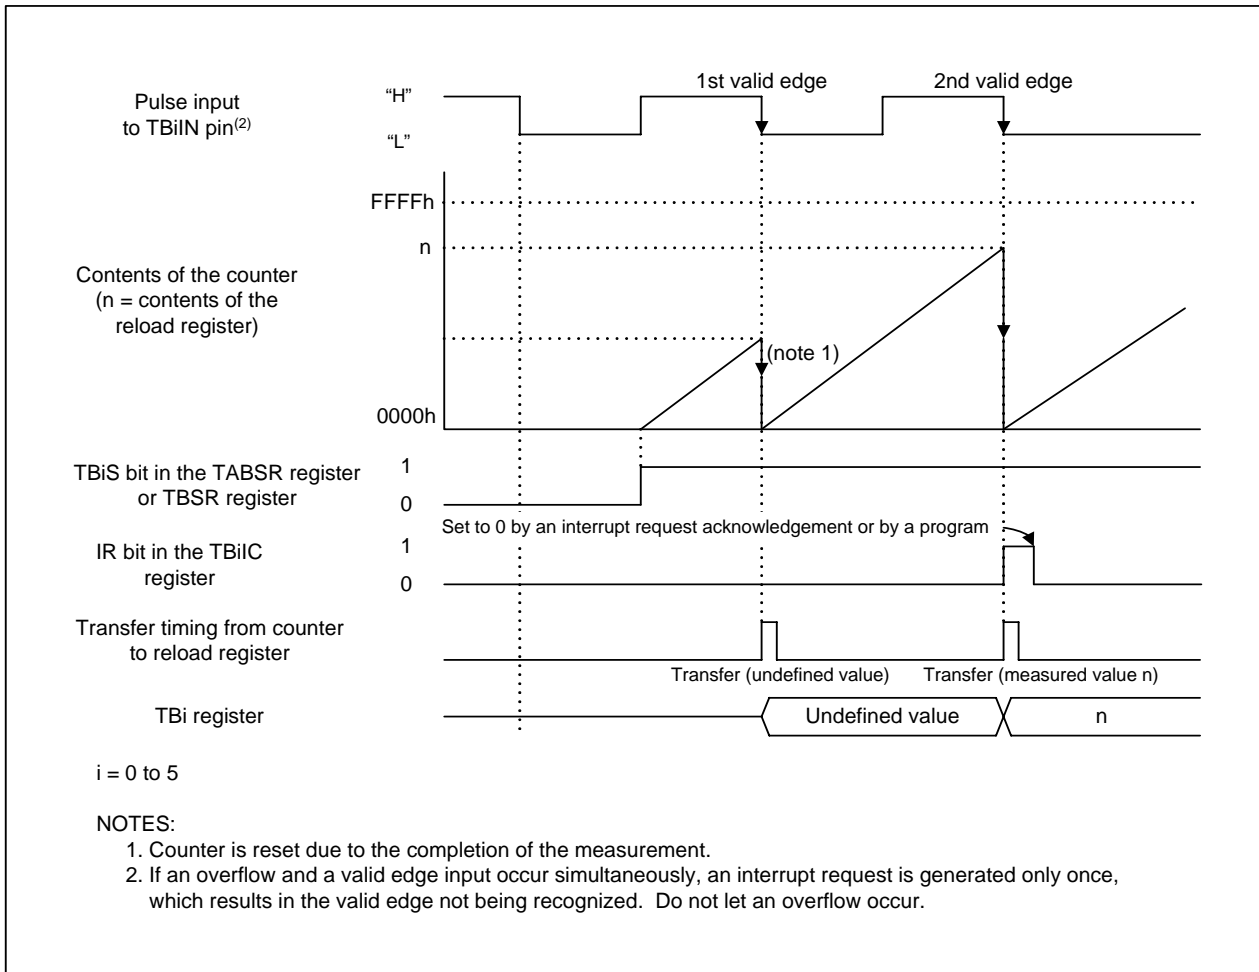 1st valid edge
2nd valid edge
Pulse input
to TBiIN pin(2)
“H”
“L”
FFFFh
n
Contents of the counter
(n = contents of the
reload register)
(note 1)
0000h
TBiS bit in the TABSR register
or TBSR register
1
0
Set to 0 by an interrupt request acknowledgement or by a program
IR bit in the TBiIC
register
1
0
Transfer timing from counter
to reload register
Transfer (undefined value)
Transfer (measured value n)
TBi register
Undefined value
n
i = 0 to 5
NOTES:
1. Counter is reset due to the completion of the measurement.
2. If an overflow and a valid edge input occur simultaneously, an interrupt request is generated only once,
which results in the valid edge not being recognized. Do not let an overflow occur.